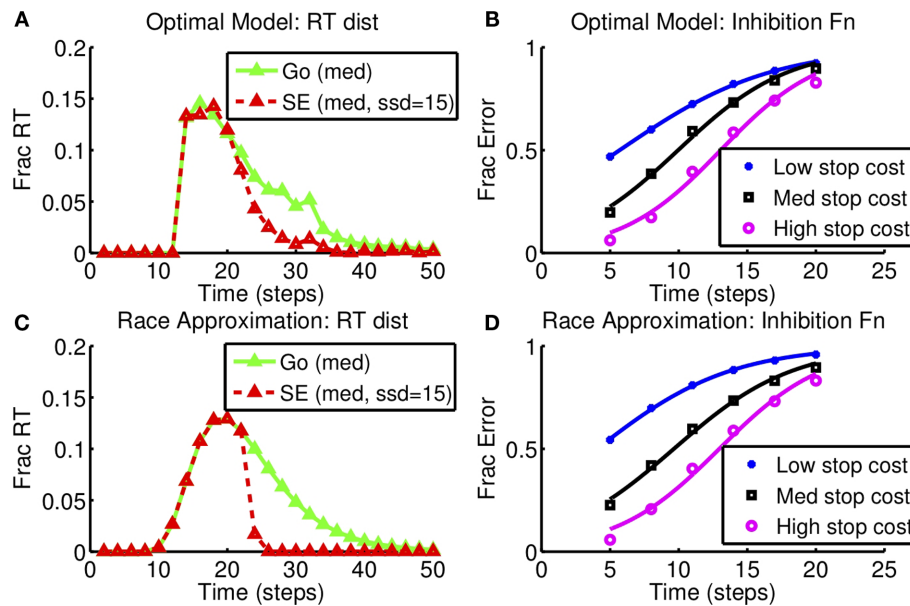 A
Optimal Model: RT dist
0.2
0.15
0.1
0.05
0
Frac RT
Go (med)
SE (med, ssd=15)
0 10 20 30 40 50
Time (steps)
B
Optimal Model: Inhibition Fn
1
0.5
0
Frac Error
Low stop cost
Med stop cost
High stop cost
0 5 10 15 20 25
Time (steps)
C
Race Approximation: RT dist
0.2
0.15
0.1
0.05
0
Frac RT
Go (med)
SE (med, ssd=15)
0 10 20 30 40 50
Time (steps)
D
Race Approximation: Inhibition Fn
1
0.5
0
Frac Error
Low stop cost
Med stop cost
High stop cost
0 5 10 15 20 25
Time (steps)